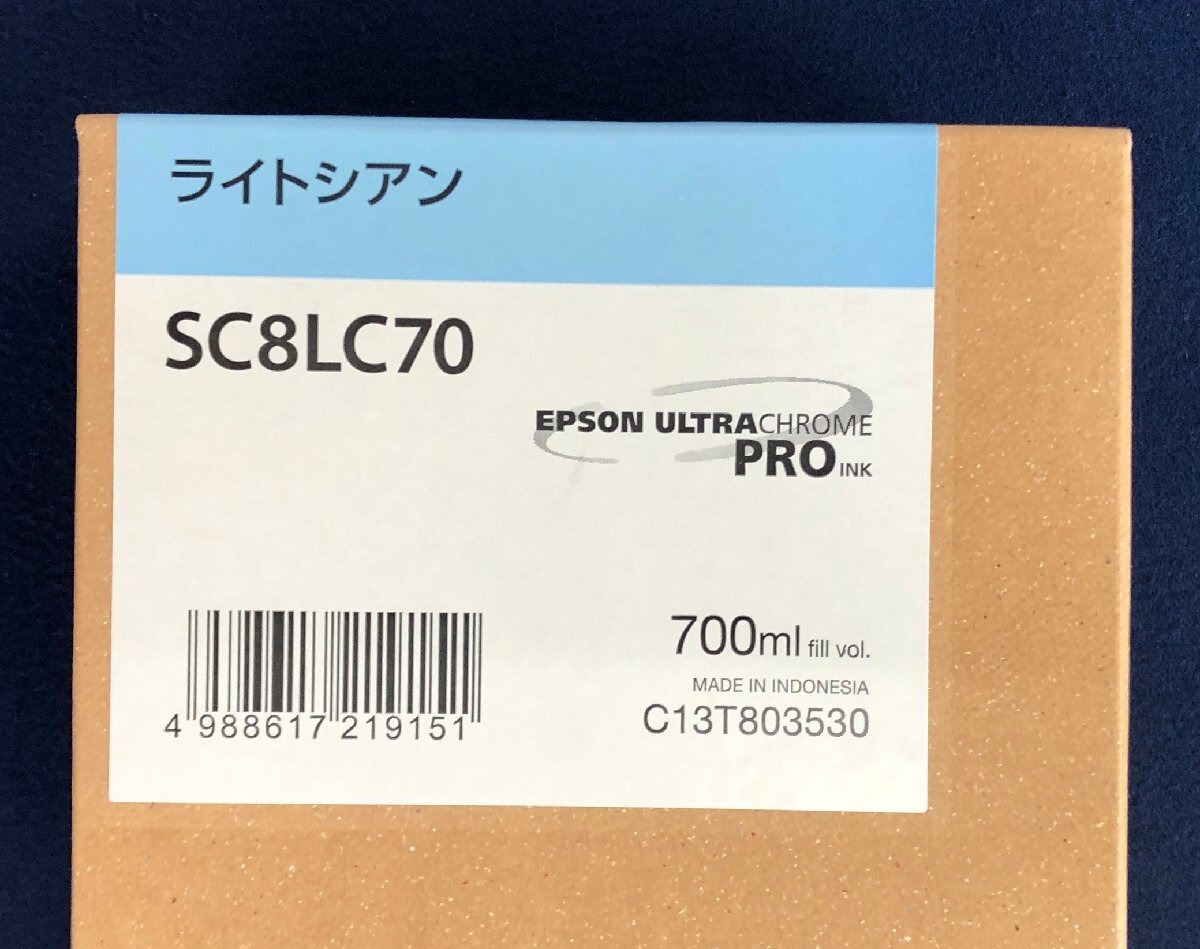 ライトシアン
SC8LC70
EPSON ULTRACHROME
PRO INK
700ml fill vol.
MADE IN INDONESIA
C13T803530
4 988617 219151